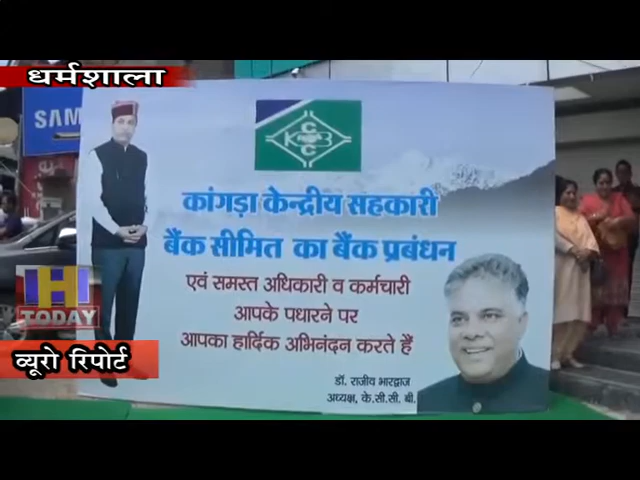 धर्मशाला
SAM
KCCB
कांगड़ा केन्द्रीय सहकारी
बैंक सीमित का बैंक प्रबंधन
एवं समस्त अधिकारी व कर्मचारी
आपके पधारने पर
आपका हार्दिक अभिनंदन करते हैं
डॉ. राजीव भारद्वाज
अध्यक्ष, के.सी.सी. बी.
H
TODAY
व्यूरो रिपोर्ट